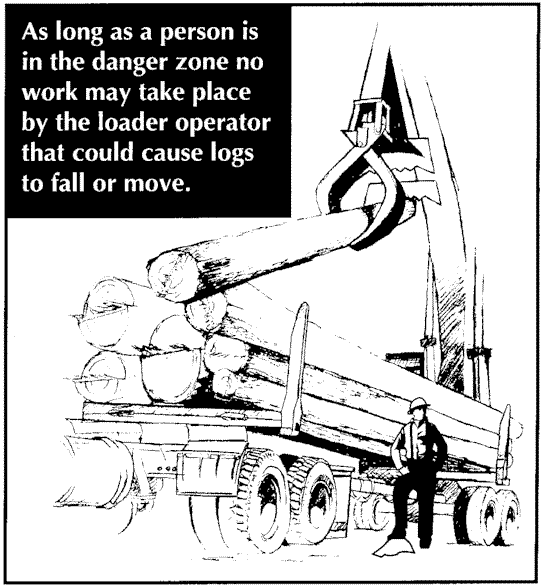 As long as a person is
in the danger zone no
work may take place
by the loader operator
that could cause logs
to fall or move.